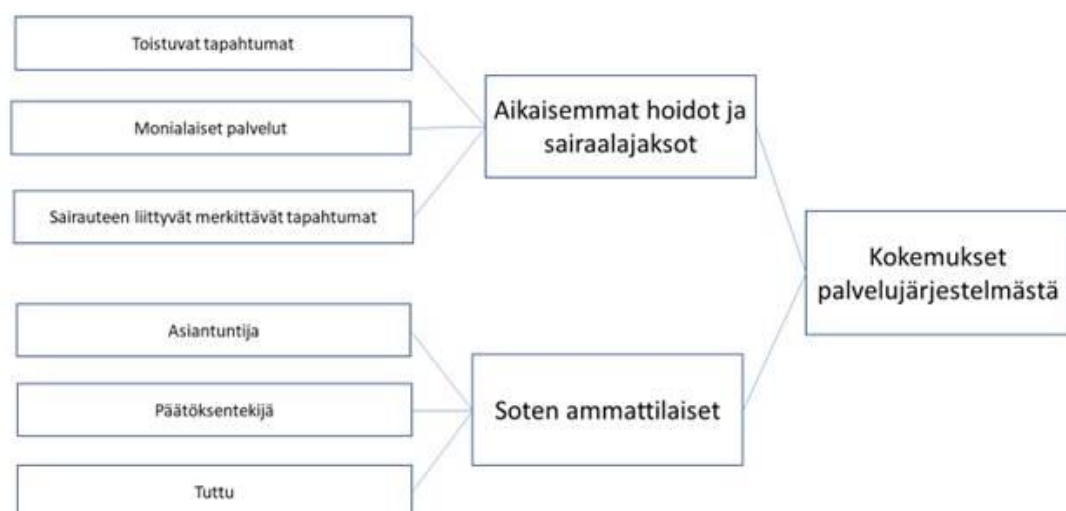 Toistuvat tapahtumat
Monialaiset palvelut
Sairauteen liittyvät merkittävät tapahtumat
Aikaisemmat hoidot ja
sairaalajaksot
Asiantuntija
Päätöksentekijä
Tuttu
Soten ammattilaiset
Kokemukset
palvelujärjestelmästä